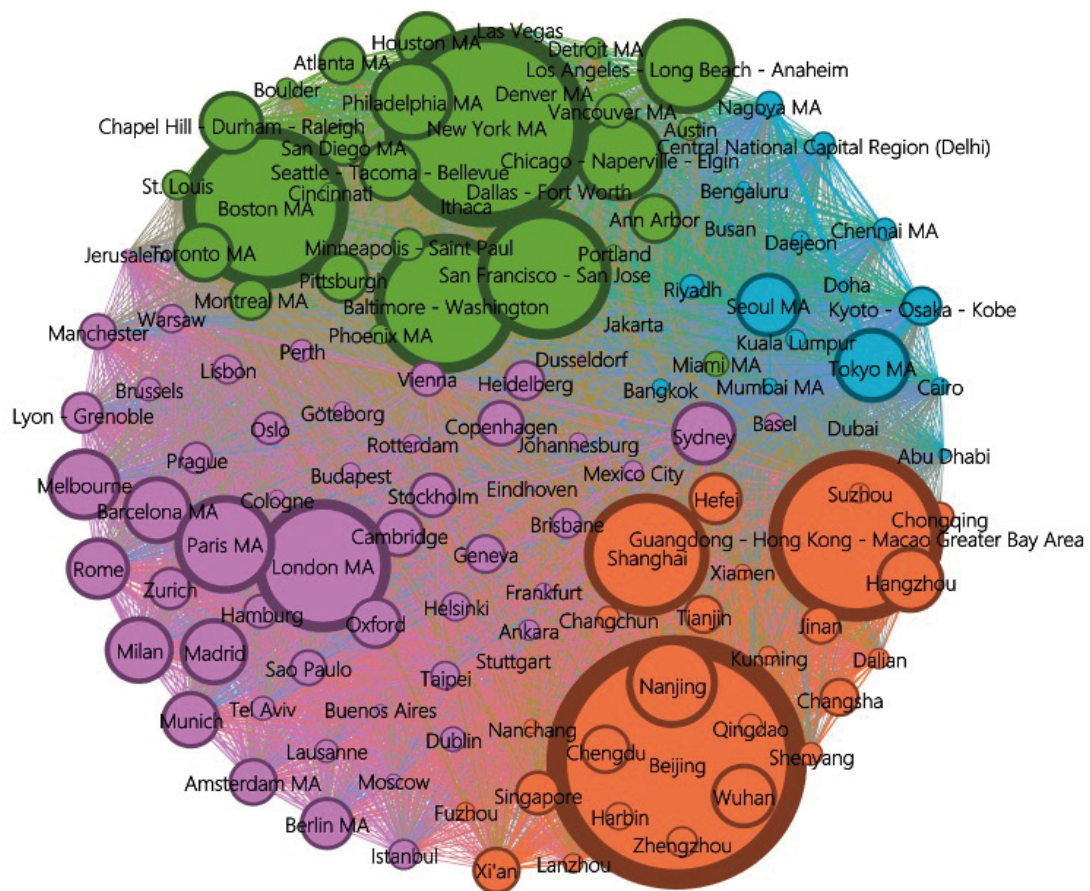 Las Vegas
Houston MA
Detroit MA
Atlanta MA
Los Angeles - Long Beach - Anaheim
Boulder
Denver MA
Philadelphia MA
Vancouver MA
Nagoya MA
Chapel Hill - Durham - Raleigh
New York MA
Austin
San Diego MA
Central National Capital Region (Delhi)
Chicago - Naperville - Elgin
Seattle - Tacoma - Bellevue
St. Louis
Cincinnati
Dallas - Fort Worth
Bengaluru
Boston MA
Ithaca
Ann Arbor
Busan
Chennai MA
Daejeon
Minneapolis - Saint Paul
Jerusalem
Toronto MA
Portland
San Francisco - San Jose
Pittsburgh
Riyadh
Doha
Montreal MA
Baltimore - Washington
Seoul MA
Kyoto - Osaka - Kobe
Warsaw
Jakarta
Manchester
Phoenix MA
Kuala Lumpur
Perth
Dusseldorf
Miami MA
Lisbon
Tokyo MA
Vienna
Heidelberg
Brussels
Bangkok
Mumbai MA
Cairo
Lyon - Grenoble
Göteborg
Basel
Oslo
Copenhagen
Dubai
Rotterdam
Johannesburg
Sydney
Abu Dhabi
Prague
Budapest
Mexico City
Melbourne
Eindhoven
Cologne
Stockholm
Suzhou
Hefei
Barcelona MA
Brisbane
Chongqing
Cambridge
Guangdong - Hong Kong - Macao Greater Bay Area
Paris MA
Geneva
Shanghai
London MA
Rome
Xiamen
Hangzhou
Zurich
Frankfurt
Helsinki
Hamburg
Changchun
Tianjin
Oxford
Jinan
Ankara
Milan
Madrid
Stuttgart
Kunming
Dalian
Sao Paulo
Taipei
Nanjing
Changsha
Tel Aviv
Buenos Aires
Munich
Nanchang
Qingdao
Dublin
Lausanne
Chengdu
Shenyang
Beijing
Amsterdam MA
Moscow
Singapore
Wuhan
Fuzhou
Harbin
Berlin MA
Zhengzhou
Istanbul
Lanzhou
Xi'an